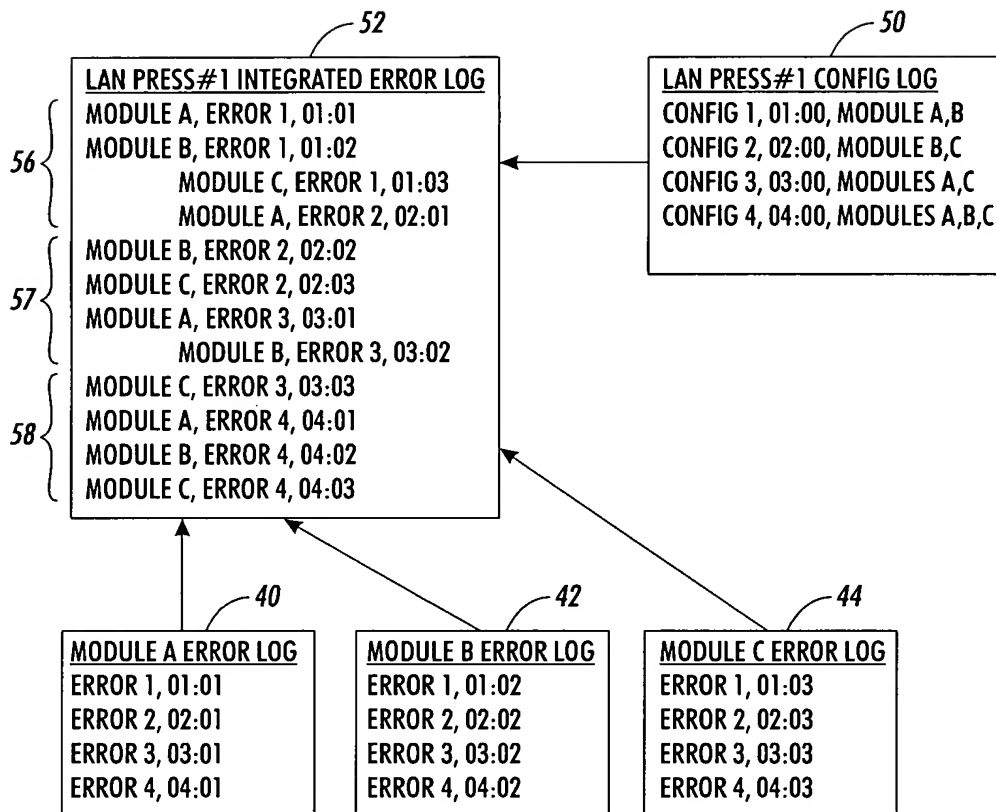 52
LAN PRESS#1 INTEGRATED ERROR LOG
MODULE A, ERROR 1, 01:01
MODULE B, ERROR 1, 01:02
MODULE C, ERROR 1, 01:03
MODULE A, ERROR 2, 02:01
MODULE B, ERROR 2, 02:02
MODULE C, ERROR 2, 02:03
MODULE A, ERROR 3, 03:01
MODULE B, ERROR 3, 03:02
MODULE C, ERROR 3, 03:03
MODULE A, ERROR 4, 04:01
MODULE B, ERROR 4, 04:02
MODULE C, ERROR 4, 04:03
56
57
58
50
LAN PRESS#1 CONFIG LOG
CONFIG 1, 01:00, MODULE A,B
CONFIG 2, 02:00, MODULE B,C
CONFIG 3, 03:00, MODULES A,C
CONFIG 4, 04:00, MODULES A,B,C
40
MODULE A ERROR LOG
ERROR 1, 01:01
ERROR 2, 02:01
ERROR 3, 03:01
ERROR 4, 04:01
42
MODULE B ERROR LOG
ERROR 1, 01:02
ERROR 2, 02:02
ERROR 3, 03:02
ERROR 4, 04:02
44
MODULE C ERROR LOG
ERROR 1, 01:03
ERROR 2, 02:03
ERROR 3, 03:03
ERROR 4, 04:03